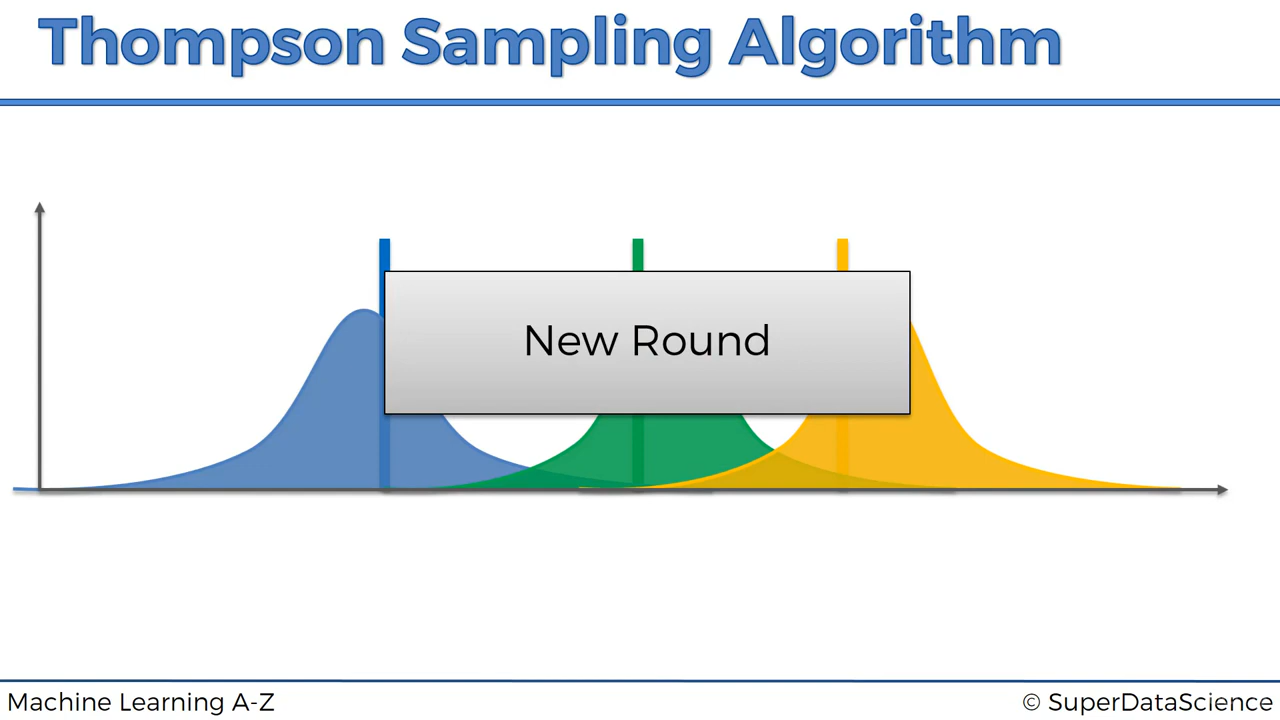 Thompson Sampling Algorithm
New Round
Machine Learning A-Z
© SuperDataScience